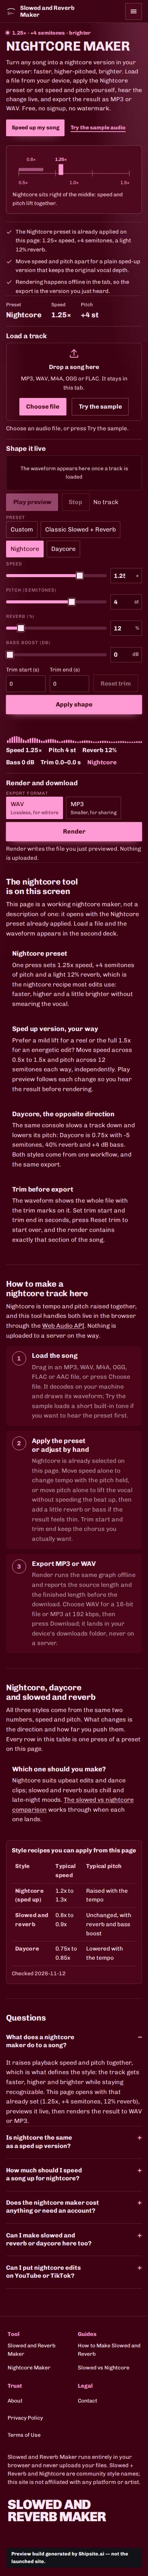 Slowed and Reverb
Maker
1.25× · +4 semitones · brighter
NIGHTCORE MAKER
Turn any song into a nightcore version in your
browser: faster, higher-pitched, brighter. Load
a file from your device, apply the Nightcore
preset or set speed and pitch yourself, hear the
change live, and export the result as MP3 or
WAV. Free, no signup, no watermark.
Speed up my song
Try the sample audio
0.8×
1.25×
0.5×
1.0×
1.5×
Nightcore sits right of the middle: speed and
pitch lift together.
The Nightcore preset is already applied on
this page: 1.25× speed, +4 semitones, a light
12% reverb.
Move speed and pitch apart for a plain sped-up
version that keeps the original vocal depth.
Rendering happens offline in the tab, so the
export is the version you just heard.
Preset
Speed
Pitch
Nightcore
1.25×
+4 st
Load a track
Drop a song here
MP3, WAV, M4A, OGG or FLAC. It stays in
this tab.
Choose file
Try the sample
Choose an audio file, or press Try the sample.
Shape it live
The waveform appears here once a track is
loaded
Play preview
Stop
No track
PRESET
Custom
Classic Slowed + Reverb
Nightcore
Daycore
SPEED
1.25
×
PITCH (SEMITONES)
4
st
REVERB (%)
12
%
BASS BOOST (DB)
0
dB
Trim start (s)
Trim end (s)
0
0
Reset trim
Apply shape
Speed 1.25×
Pitch 4 st
Reverb 12%
Bass 0 dB
Trim 0.0–0.0 s
Nightcore
Render and download
EXPORT FORMAT
WAV
Lossless, for editors
MP3
Smaller, for sharing
Render
Render writes the file you just previewed. Nothing
is uploaded.
The nightcore tool
is on this screen
This page is a working nightcore maker, not a
description of one: it opens with the Nightcore
preset already applied. Load a file and the
waveform appears in the second deck.
Nightcore preset
One press sets 1.25x speed, +4 semitones
and a light 12% reverb, which is the
nightcore recipe most edits use:
faster, higher and a little brighter without
smearing the vocal.
Sped up version, your way
Prefer a mild lift for a reel or the full 1.5x
for an energetic edit? Move speed across
0.5x to 1.5x and pitch across 12
semitones each way, independently. Play
preview follows each change so you hear
the result before rendering.
Daycore, the opposite direction
The same console slows a track down and
lowers its pitch: Daycore is 0.75x with -5
semitones, 40% reverb and +4 dB bass.
Both styles come from one workflow, and
one tap apart.
Trim before export
The waveform shows the whole file with
the trim marks on it. Set trim start and
trim end in seconds, press Reset trim to
start over, and the render contains
exactly that section of the song.
How to make a
nightcore track here
Nightcore is tempo and pitch raised together,
and this tool handles both live in the browser
through the Web Audio API. Nothing is
uploaded to a server on the way.
1
Load the song
Drag in an MP3, WAV, M4A, OGG,
FLAC or AAC file, or press Choose
file. It decodes on your machine
and draws its waveform. Try the
sample loads a short built-in tone if
you want to hear the preset first.
2
Apply the preset
or adjust by hand
Nightcore is already selected on
this page. Move speed alone to
change tempo with the pitch held,
or move pitch alone to lift a vocal
without speeding the beat up, then
add a little reverb or bass if the
edit feels thin. Trim start and
Trim end keep the chorus you
actually want.
3
Export MP3 or WAV
Render runs the same graph offline
and reports the source length and
the finished length before the
download. Choose WAV for a 16-bit
file or MP3 at 192 kbps, then
press Download; it lands in your
device's downloads folder, never on
a server.
Nightcore, daycore
and slowed and reverb
All three styles come from the same two
numbers, speed and pitch. What changes is
the direction and how far you push them.
Every row in this table is one press of a preset
on this page.
Which one should you make?
Nightcore suits upbeat edits and dance
clips; slowed and reverb suits chill and
late-night moods. The slowed vs nightcore
comparison works through when each
one lands.
Style recipes you can apply from this page
Style
Typical
speed
Typical pitch
Nightcore
(sped up)
1.2x to
1.3x
Raised with the
tempo
Slowed and
reverb
0.8x to
0.9x
Unchanged, with
reverb and bass
boost
Daycore
0.75x to
0.85x
Lowered with
the tempo
Checked 2026-11-12
Questions
What does a nightcore
maker do to a song?
It raises playback speed and pitch together,
which is what defines the style: the track gets
faster, higher and brighter while staying
recognizable. This page opens with that
already set (1.25x, +4 semitones, 12% reverb),
previews it live, then renders the result to WAV
or MP3.
Is nightcore the same
as a sped up version?
How much should I speed
a song up for nightcore?
Does the nightcore maker cost
anything or need an account?
Can I make slowed and
reverb or daycore here too?
Can I put nightcore edits
on YouTube or TikTok?
Tool
Guides
Slowed and Reverb
Maker
How to Make Slowed and
Reverb
Nightcore Maker
Slowed vs Nightcore
Trust
Legal
About
Contact
Privacy Policy
Terms of Use
Slowed and Reverb Maker runs entirely in your
browser and never uploads your files. Slowed +
Reverb and Nightcore are community style names;
this site is not affiliated with any platform or artist.
SLOWED AND
REVERB MAKER
Preview build generated by Shipsite.ai — not the
launched site.